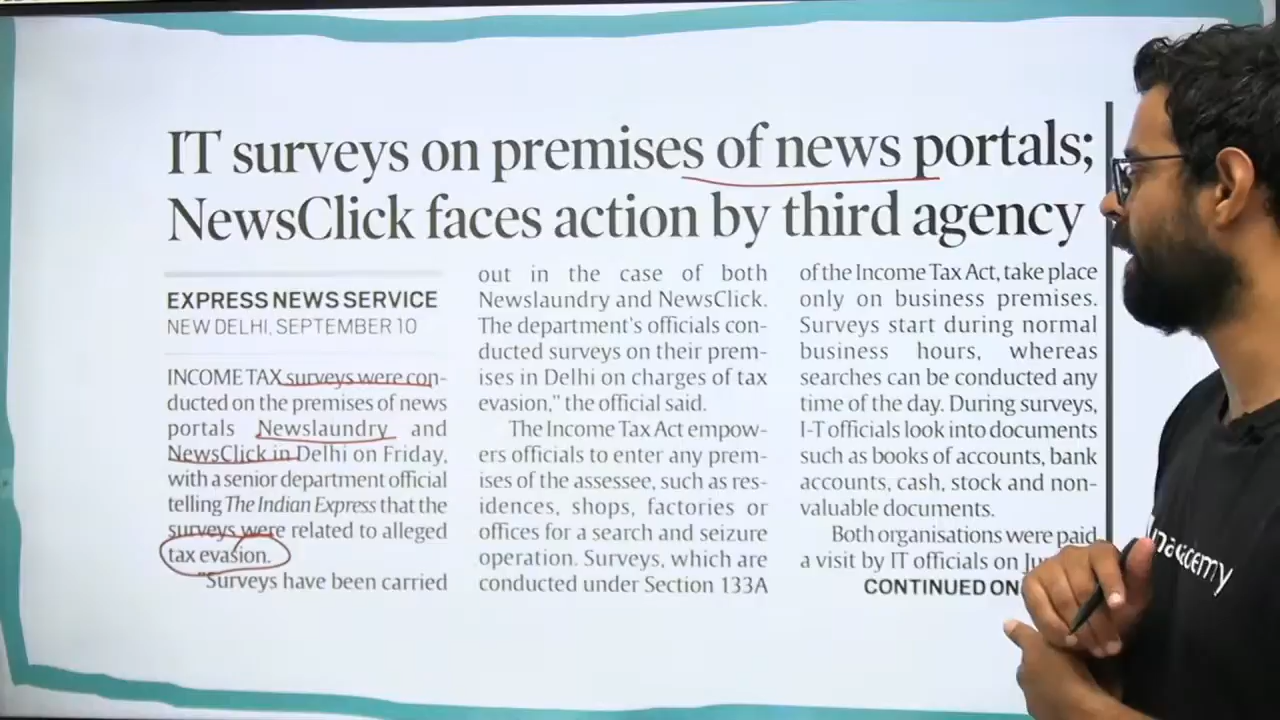 IT surveys on premises of news portals;
NewsClick faces action by third agency
EXPRESS NEWS SERVICE
NEW DELHI, SEPTEMBER 10
INCOME TAX surveys were con-
ducted on the premises of news
portals Newslaundry and
NewsClick in Delhi on Friday,
with a senior department official
telling The Indian Express that the
surveys were related to alleged
tax evasion.
"Surveys have been carried
out in the case of both
Newslaundry and NewsClick.
The department's officials con-
ducted surveys on their prem-
ises in Delhi on charges of tax
evasion," the official said.
The Income Tax Act empow-
ers officials to enter any prem-
ises of the assessee, such as res-
idences, shops, factories or
offices for a search and seizure
operation. Surveys, which are
conducted under Section 133A
of the Income Tax Act, take place
only on business premises.
Surveys start during normal
business hours, whereas
searches can be conducted any
time of the day. During surveys,
I-T officials look into documents
such as books of accounts, bank
accounts, cash, stock and non-
valuable documents.
Both organisations were paid
a visit by IT officials on
CONTINUED ON
unacademy